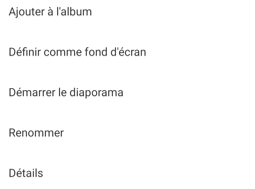 Ajouter à l'album
Définir comme fond d'écran
Démarrer le diaporama
Renommer
Détails